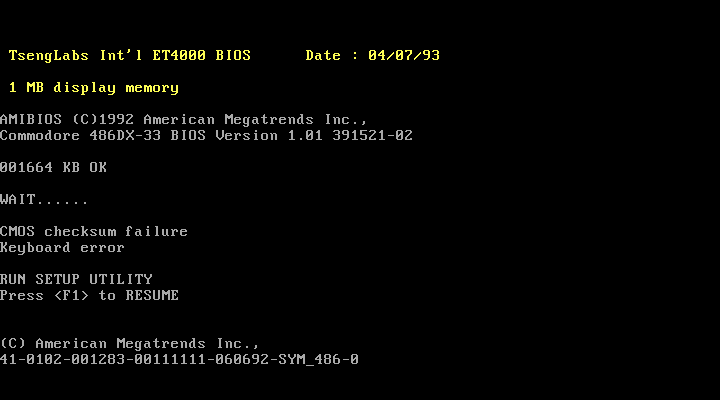 TsengLabs Int'l ET4000 BIOS      Date : 04/07/93
1 MB display memory
AMIBIOS (C)1992 American Megatrends Inc.,
Commodore 486DX-33 BIOS Version 1.01 391521-02
001664 KB OK
WAIT......
CMOS checksum failure
Keyboard error
RUN SETUP UTILITY
Press <F1> to RESUME
(C) American Megatrends Inc.,
41-0102-001283-00111111-060692-SYM_486-0